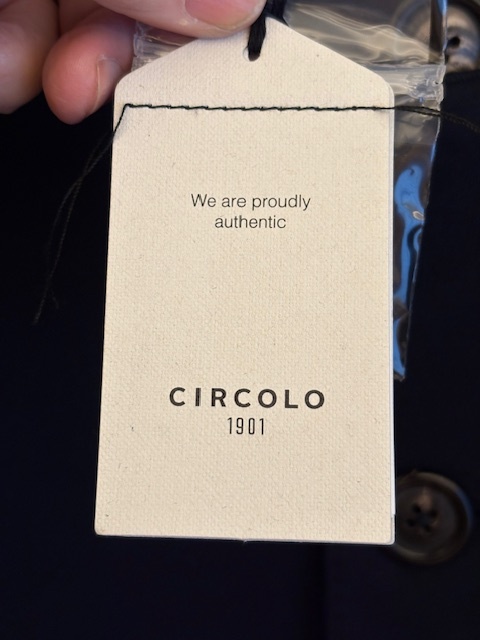 We are proudly
authentic
CIRCOLO
1901